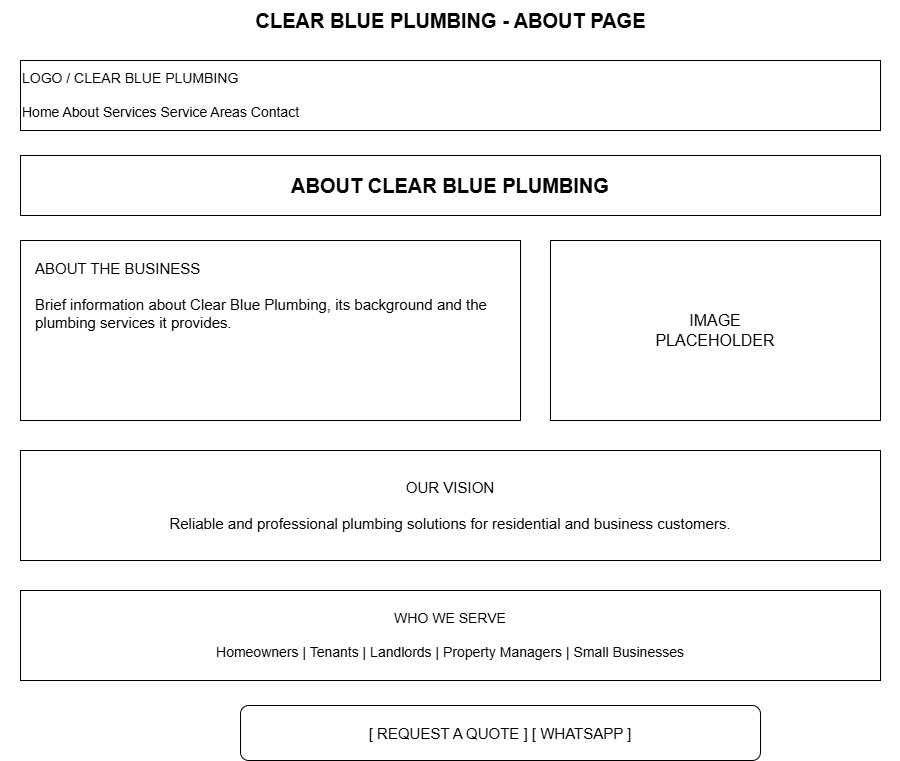 CLEAR BLUE PLUMBING - ABOUT PAGE
LOGO / CLEAR BLUE PLUMBING
Home About Services Service Areas Contact
ABOUT CLEAR BLUE PLUMBING
ABOUT THE BUSINESS
Brief information about Clear Blue Plumbing, its background and the
plumbing services it provides.
IMAGE
PLACEHOLDER
OUR VISION
Reliable and professional plumbing solutions for residential and business customers.
WHO WE SERVE
Homeowners | Tenants | Landlords | Property Managers | Small Businesses
[ REQUEST A QUOTE ] [ WHATSAPP ]